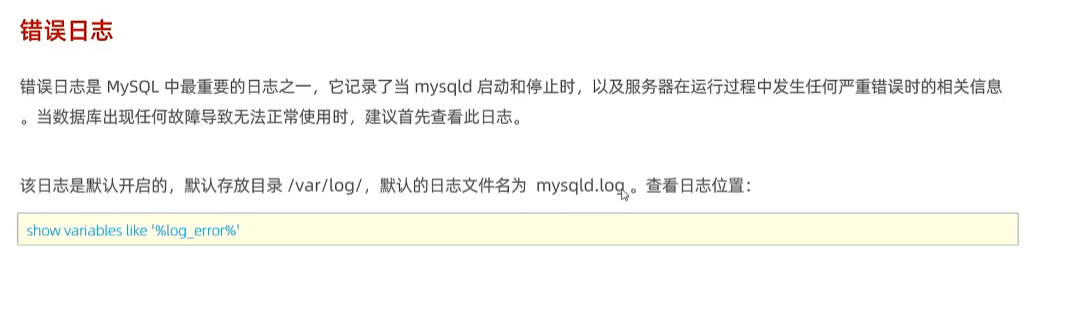 错误日志
错误日志是 MySQL 中最重要的日志之一，它记录了当 mysqld 启动和停止时，以及服务器在运行过程中发生任何严重错误时的相关信息
。当数据库出现任何故障导致无法正常使用时，建议首先查看此日志。
该日志是默认开启的，默认存放目录 /var/log/，默认的日志文件名为 mysqld.log 。查看日志位置：
show variables like '%log_error%'